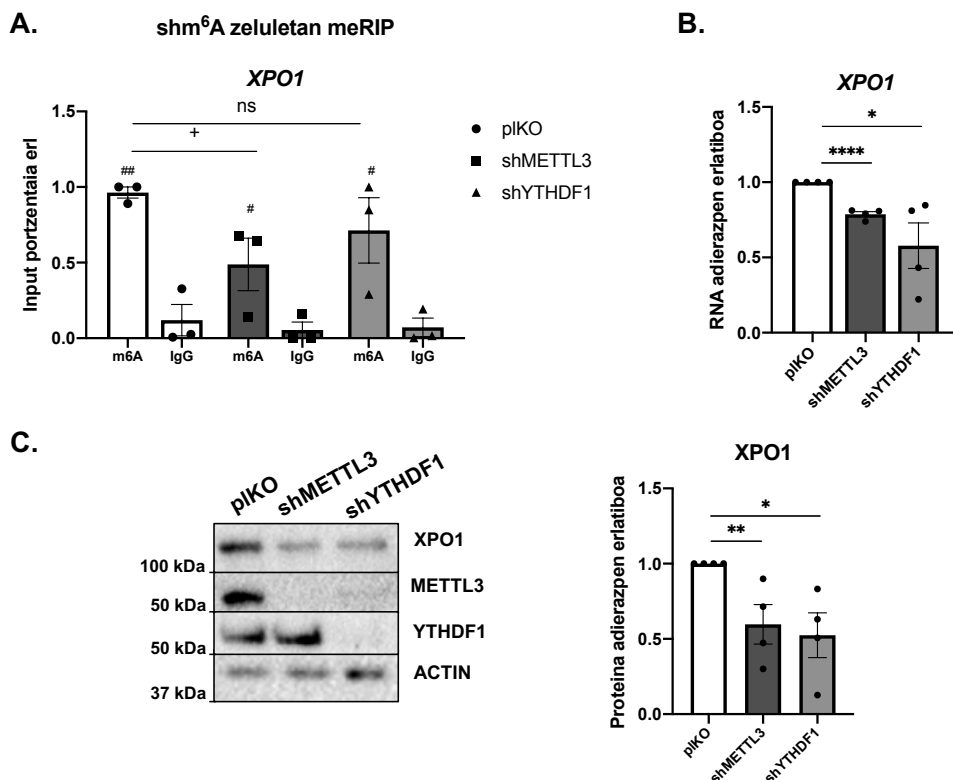 A.
shm⁶A zeluletan meRIP
XPO1
Input portzentaia erl
1.5
1.0
0.5
0.0
ns
+
##
#
#
m6A
IgG
m6A
IgG
m6A
IgG
plKO
shMETTL3
shYTHDF1
B.
XPO1
RNA adierazpen erlatiboa
1.5
1.0
0.5
0.0
*
****
plKO
shMETTL3
shYTHDF1
C.
plKO
shMETTL3
shYTHDF1
XPO1
100 kDa
METTL3
50 kDa
YTHDF1
50 kDa
ACTIN
37 kDa
XPO1
Proteina adierazpen erlatiboa
1.5
1.0
0.5
0.0
*
**
plKO
shMETTL3
shYTHDF1